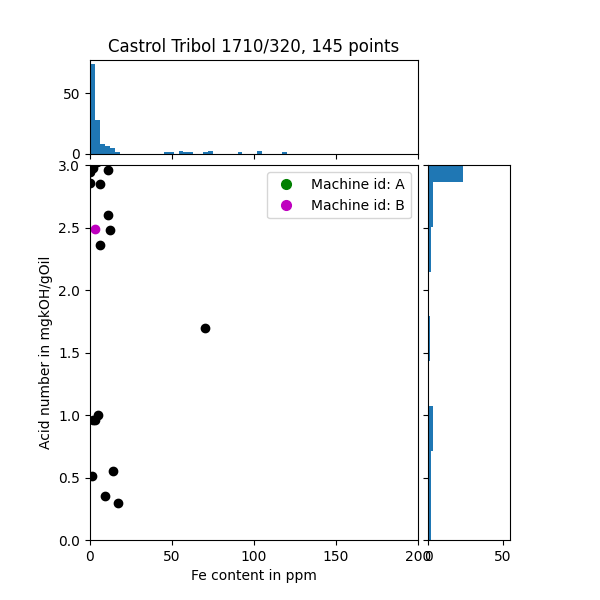 Castrol Tribol 1710/320, 145 points
50
0
3.0
2.5
2.0
1.5
1.0
0.5
0.0
Acid number in mgkOH/gOil
Machine id: A
Machine id: B
0 50 100 150 200
0 50
Fe content in ppm